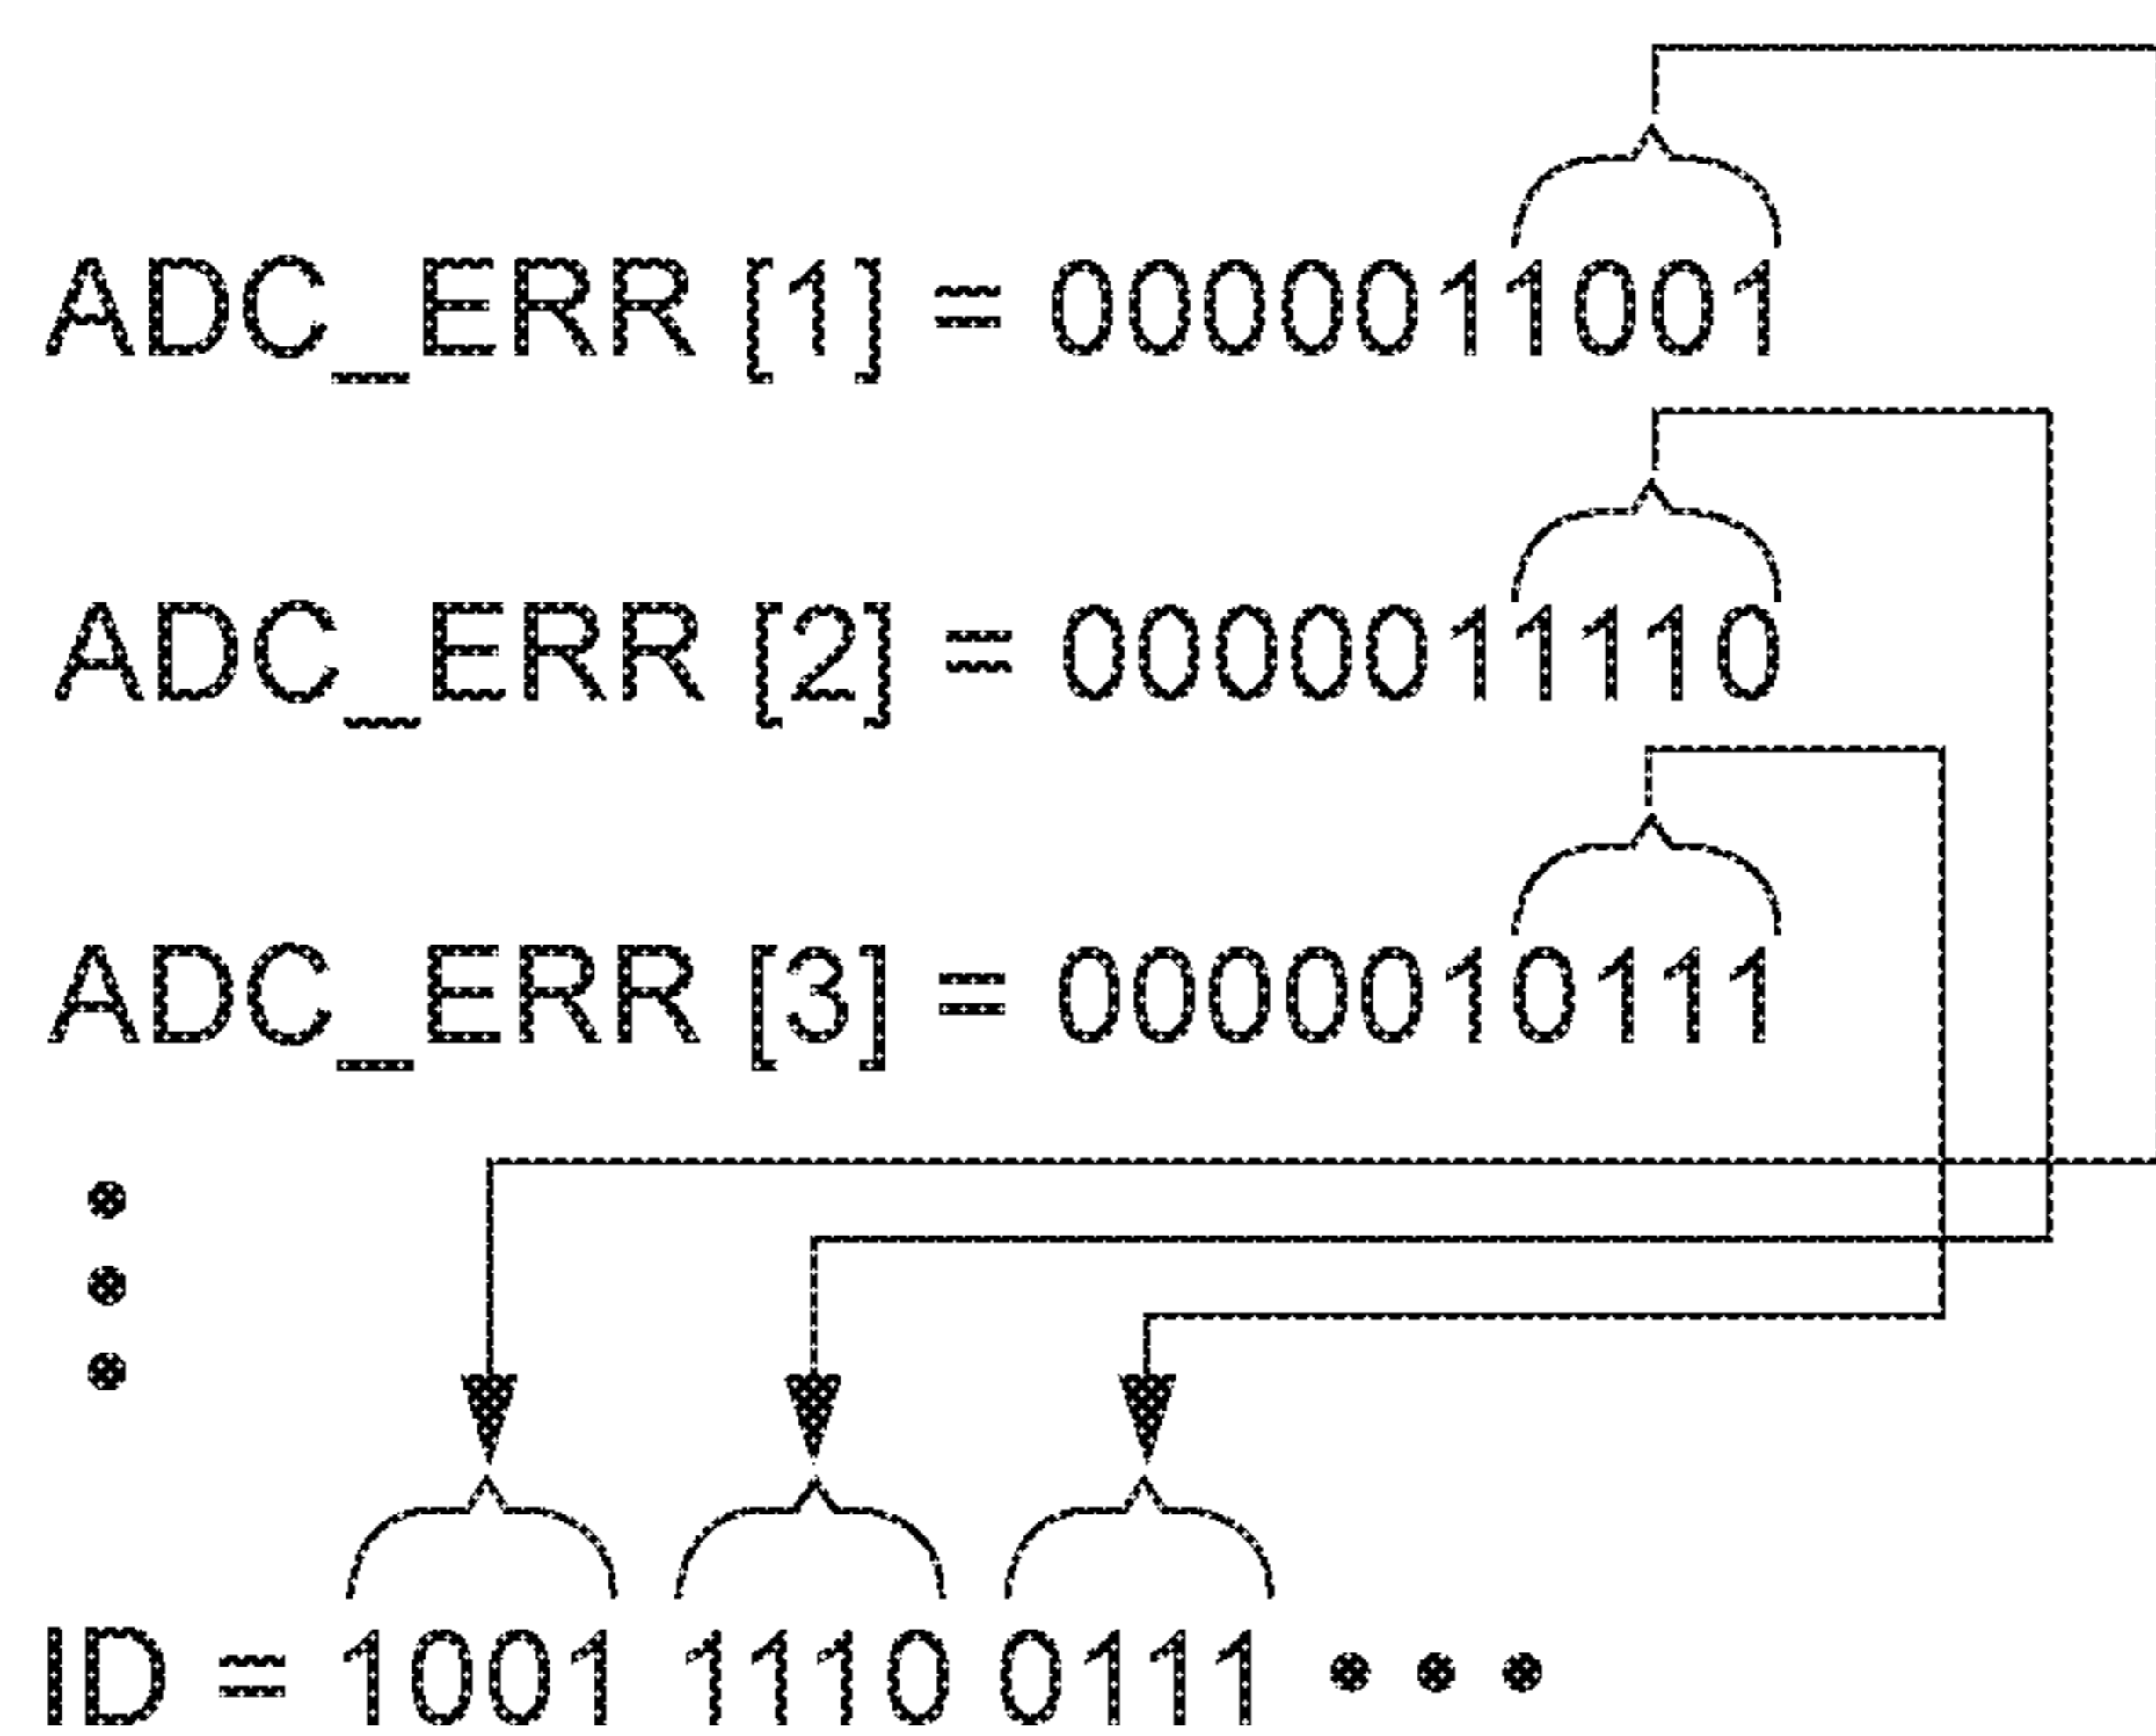 ADC_ERR [1] = 0000011001
ADC_ERR [2] = 0000011110
ADC_ERR [3] = 0000010111
ID = 1001 1110 0111 • • •